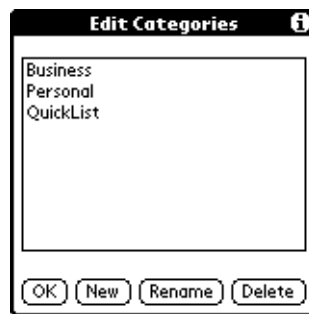 Edit Categories i
Business
Personal
QuickList
OK New Rename Delete